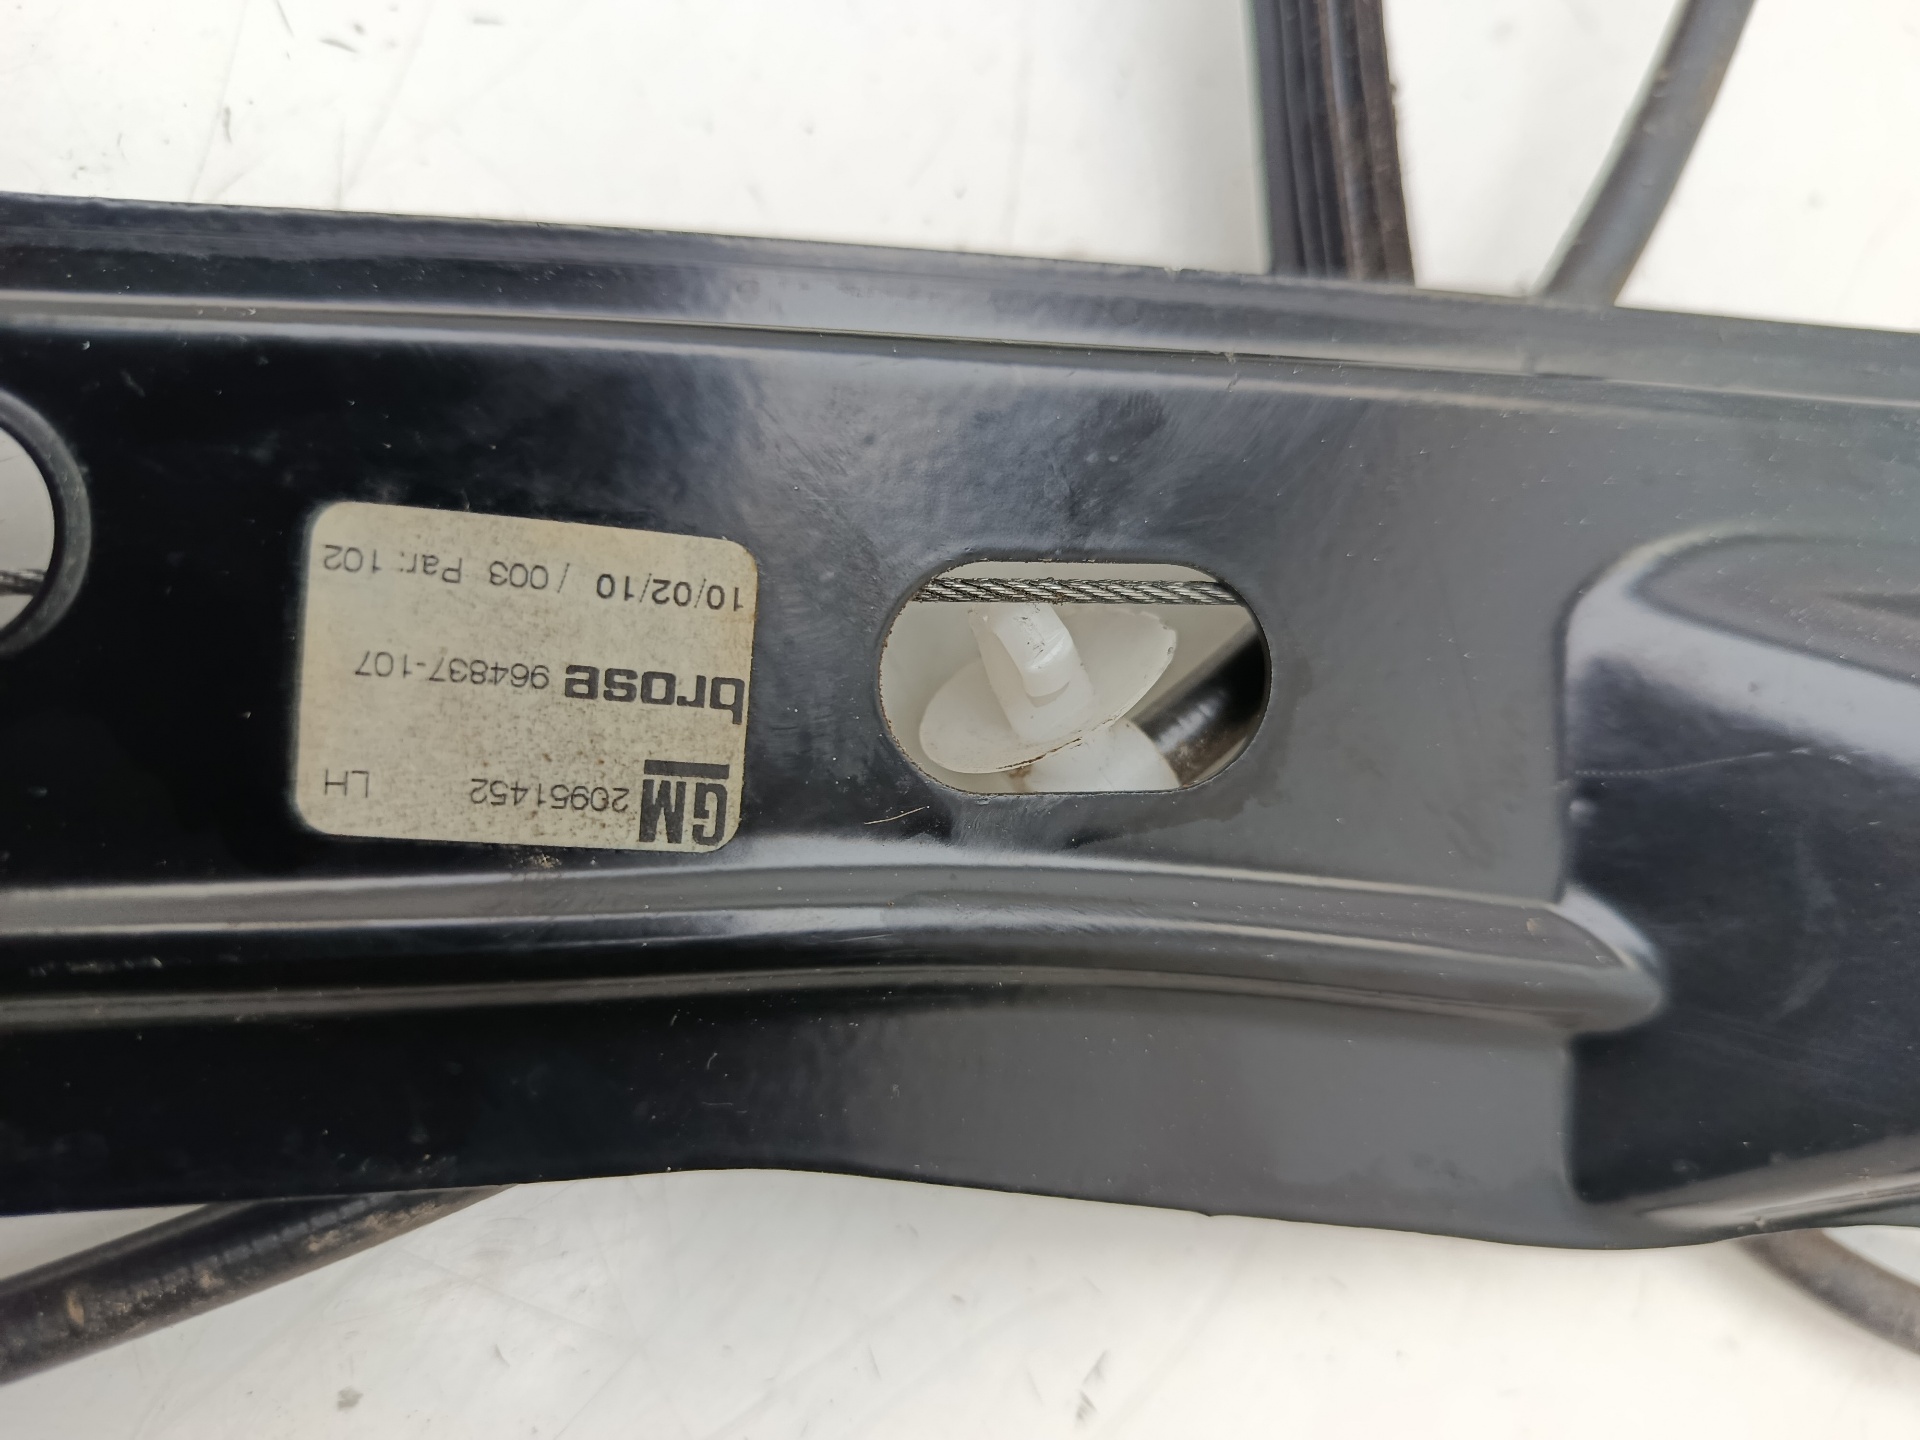 GM 20951452 LH
brose 964837-107
10/02/10 / 003 Par: 102